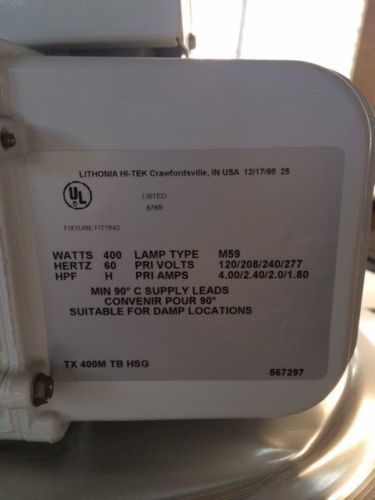 LITHONIA HI-TEK Crawfordsville, IN USA 12/17/98 25
UL
LISTED
878R
FIXTURE FITTING
WATTS 400 LAMP TYPE M59
HERTZ 60 PRI VOLTS 120/208/240/277
HPF H PRI AMPS 4.00/2.40/2.0/1.80
MIN 90° C SUPPLY LEADS
CONVENIR POUR 90°
SUITABLE FOR DAMP LOCATIONS
TX 400M TB HSG
567297